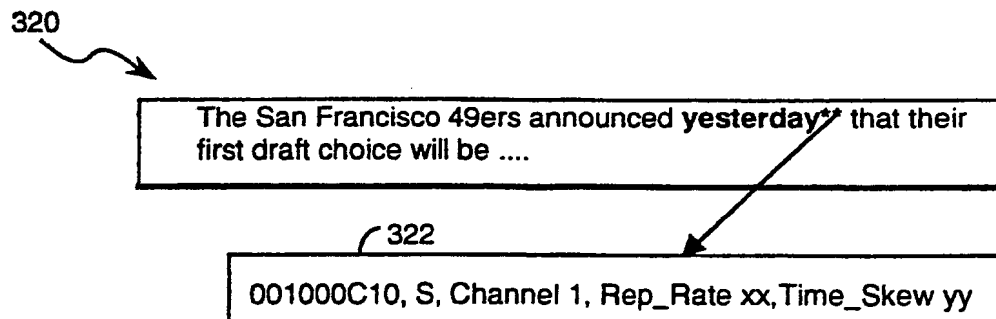 320
The San Francisco 49ers announced yesterday** that their
first draft choice will be ....
322
001000C10, S, Channel 1, Rep_Rate xx,Time_Skew yy